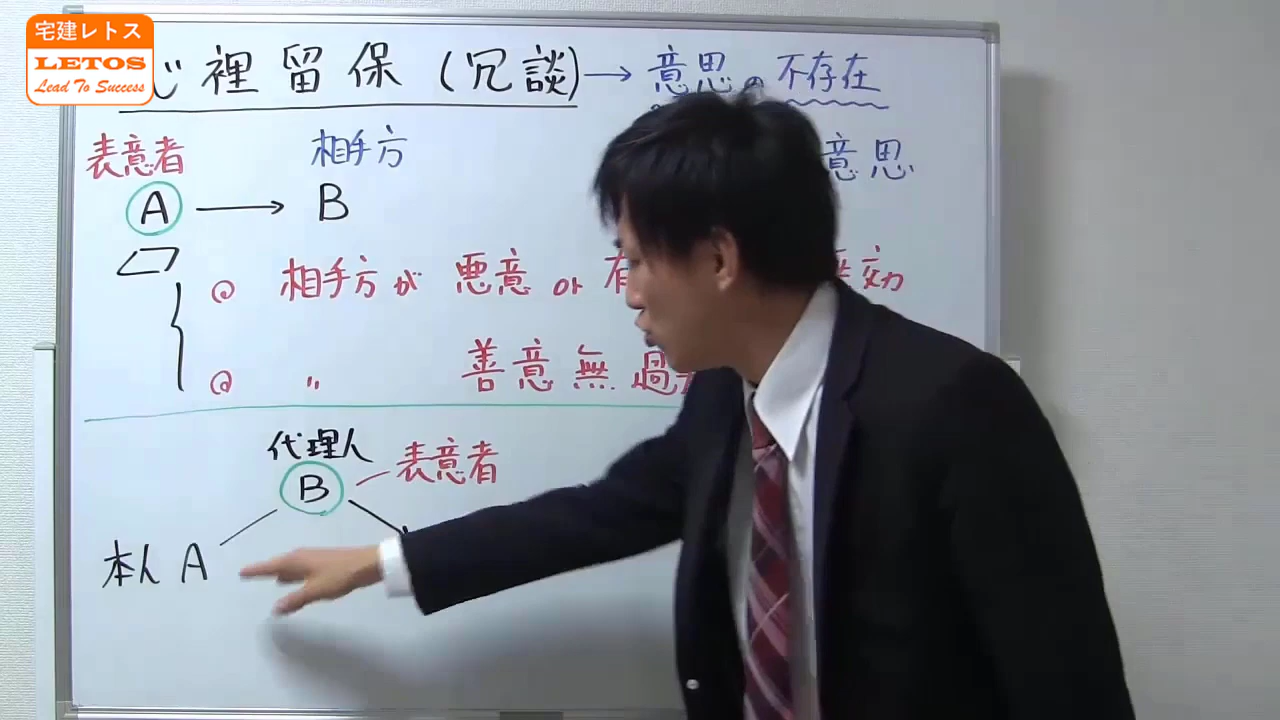 宅建レトス
LETOS
Lead To Success
心裡留保(冗談)→意思の不存在
表意者 相手方 意思
A → B
◎ 相手方が 悪意 or 有 無効
◎ 〃 善意無過失
代理人
B 表意者
本人 A